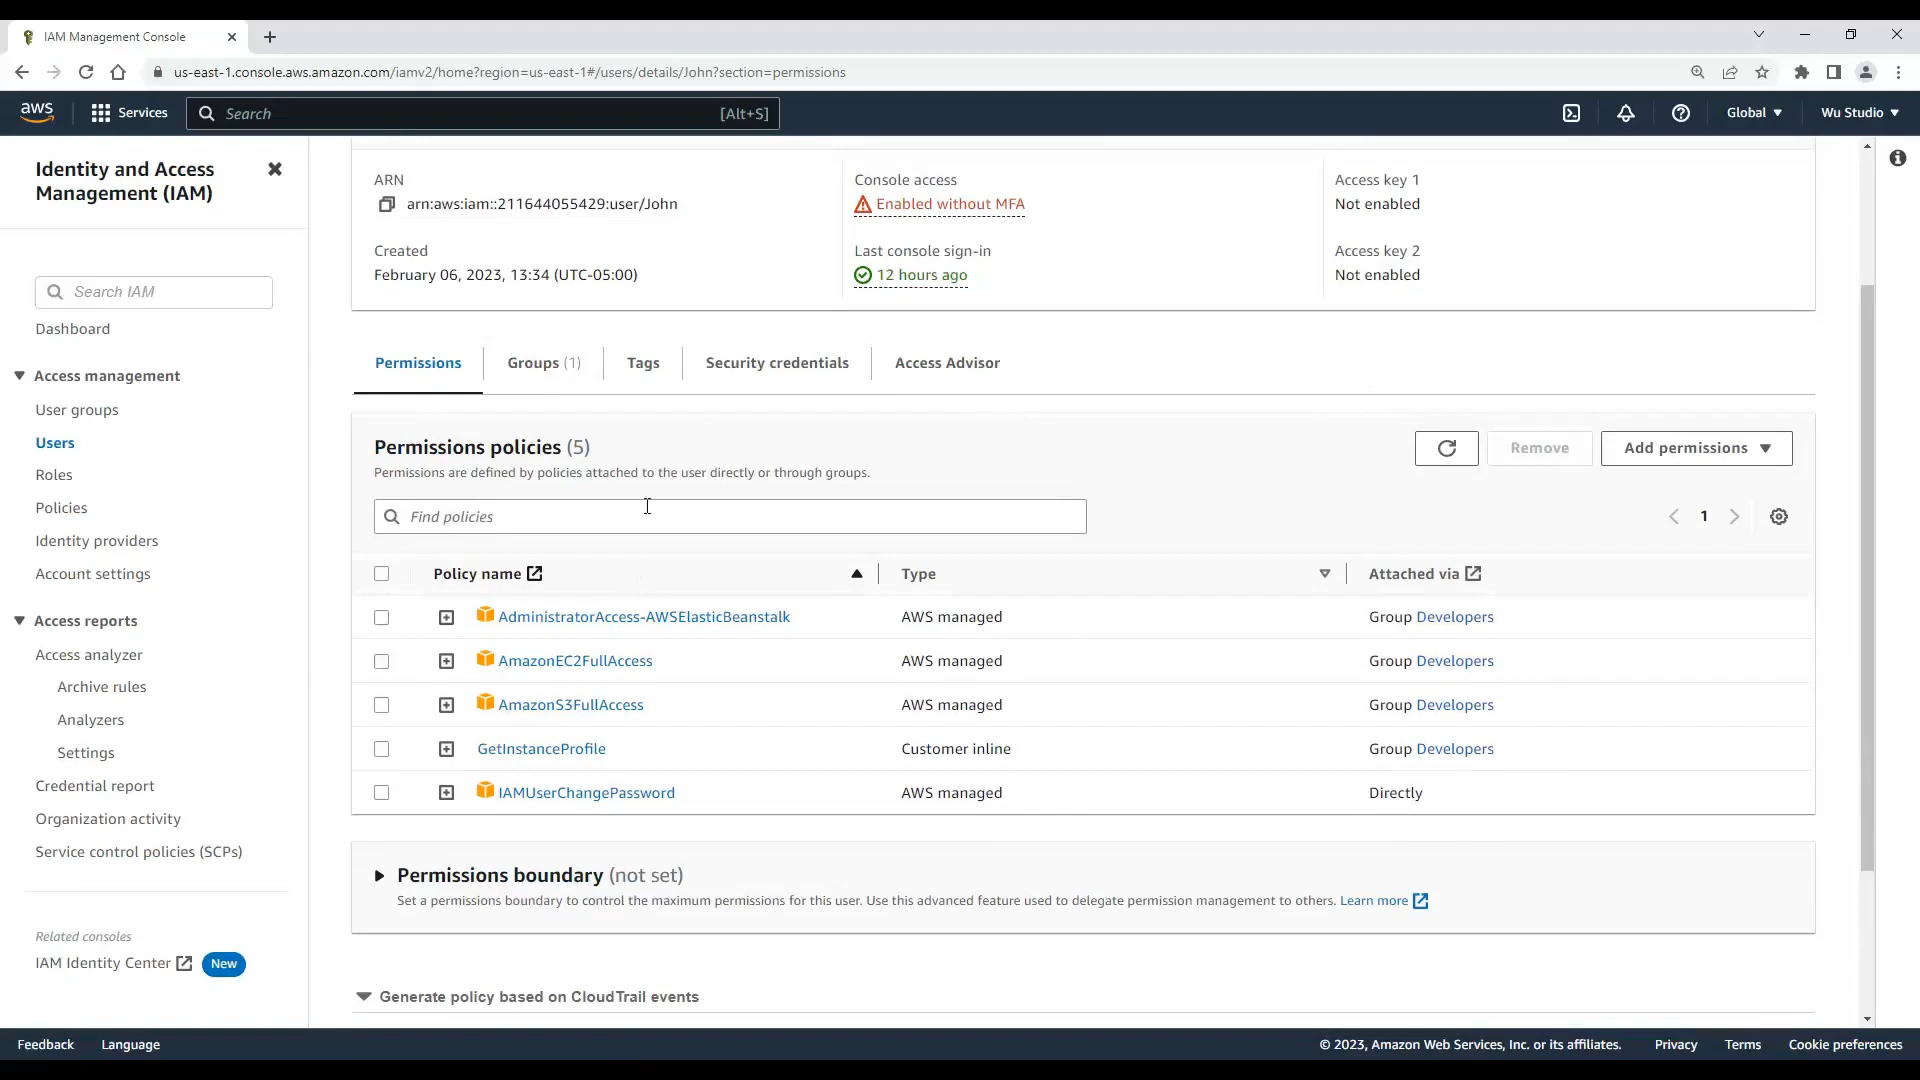 IAM Management Console
us-east-1.console.aws.amazon.com/iamv2/home?region=us-east-1#/users/details/John?section=permissions
aws
Services
Search
[Alt+S]
Global
Wu Studio
Identity and Access
Management (IAM)
Search IAM
Dashboard
Access management
User groups
Users
Roles
Policies
Identity providers
Account settings
Access reports
Access analyzer
Archive rules
Analyzers
Settings
Credential report
Organization activity
Service control policies (SCPs)
Related consoles
IAM Identity Center New
ARN
arn:aws:iam::211644055429:user/John
Created
February 06, 2023, 13:34 (UTC-05:00)
Console access
Enabled without MFA
Last console sign-in
12 hours ago
Access key 1
Not enabled
Access key 2
Not enabled
Permissions Groups (1) Tags Security credentials Access Advisor
Permissions policies (5)
Permissions are defined by policies attached to the user directly or through groups.
Remove
Add permissions
Find policies
1
Policy name Type Attached via
AdministratorAccess-AWSElasticBeanstalk AWS managed Group Developers
AmazonEC2FullAccess AWS managed Group Developers
AmazonS3FullAccess AWS managed Group Developers
GetInstanceProfile Customer inline Group Developers
IAMUserChangePassword AWS managed Directly
Permissions boundary (not set)
Set a permissions boundary to control the maximum permissions for this user. Use this advanced feature used to delegate permission management to others. Learn more
Generate policy based on CloudTrail events
Feedback Language © 2023, Amazon Web Services, Inc. or its affiliates. Privacy Terms Cookie preferences